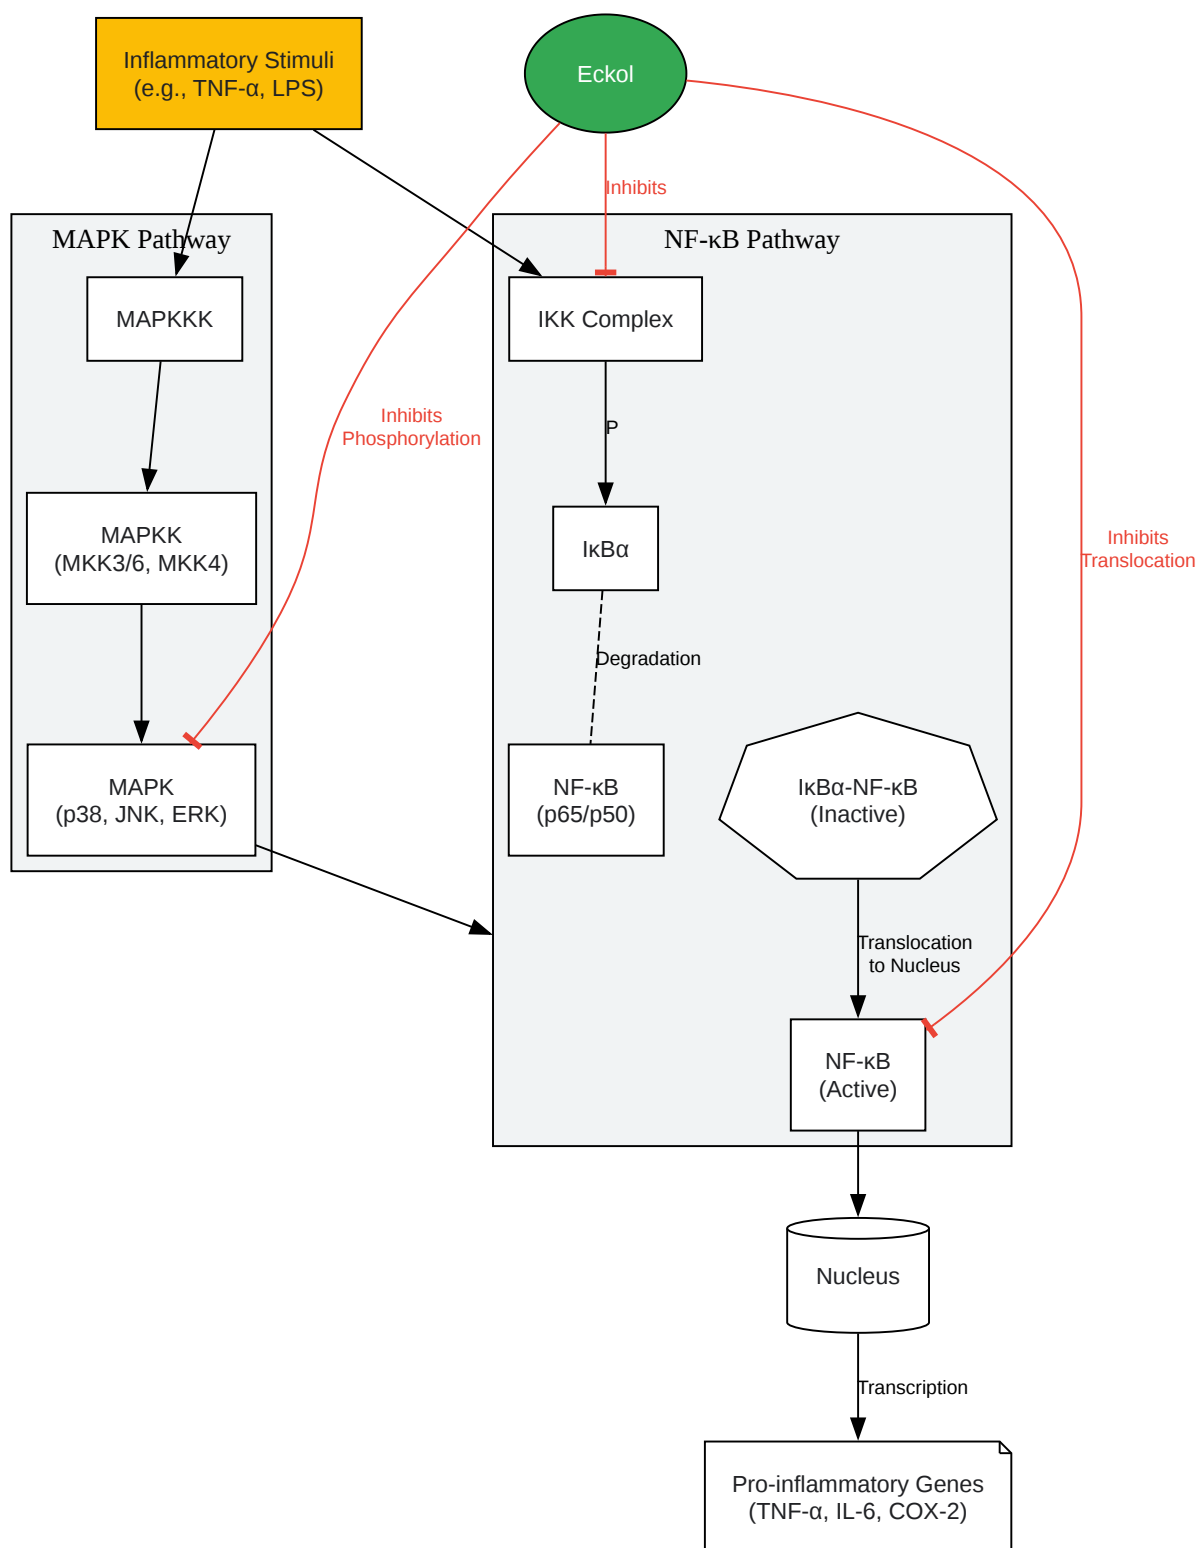 Inflammatory Stimuli
(e.g., TNF-α, LPS)
Eckol
Inhibits
MAPK Pathway
NF-κB Pathway
MAPKKK
IKK Complex
Inhibits
Phosphorylation
P
MAPKK
(MKK3/6, MKK4)
IκBα
Inhibits
Translocation
Degradation
MAPK
(p38, JNK, ERK)
NF-κB
(p65/p50)
IκBα-NF-κB
(Inactive)
Translocation
to Nucleus
NF-κB
(Active)
Nucleus
Transcription
Pro-inflammatory Genes
(TNF-α, IL-6, COX-2)